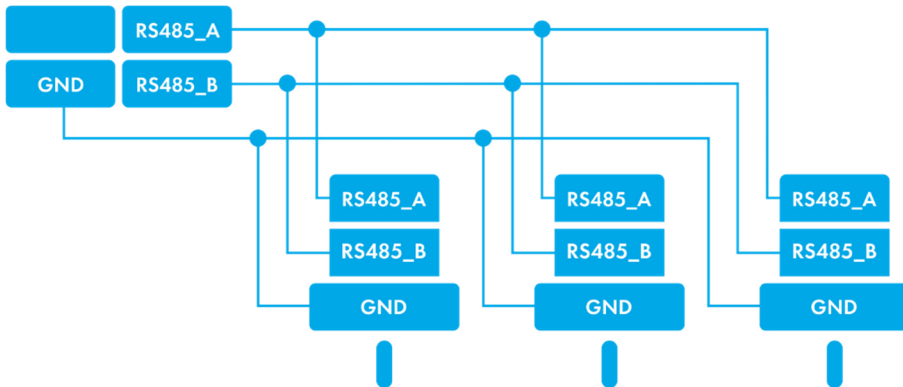 RS485_A
GND RS485_B
RS485_A RS485_A RS485_A
RS485_B RS485_B RS485_B
GND GND GND